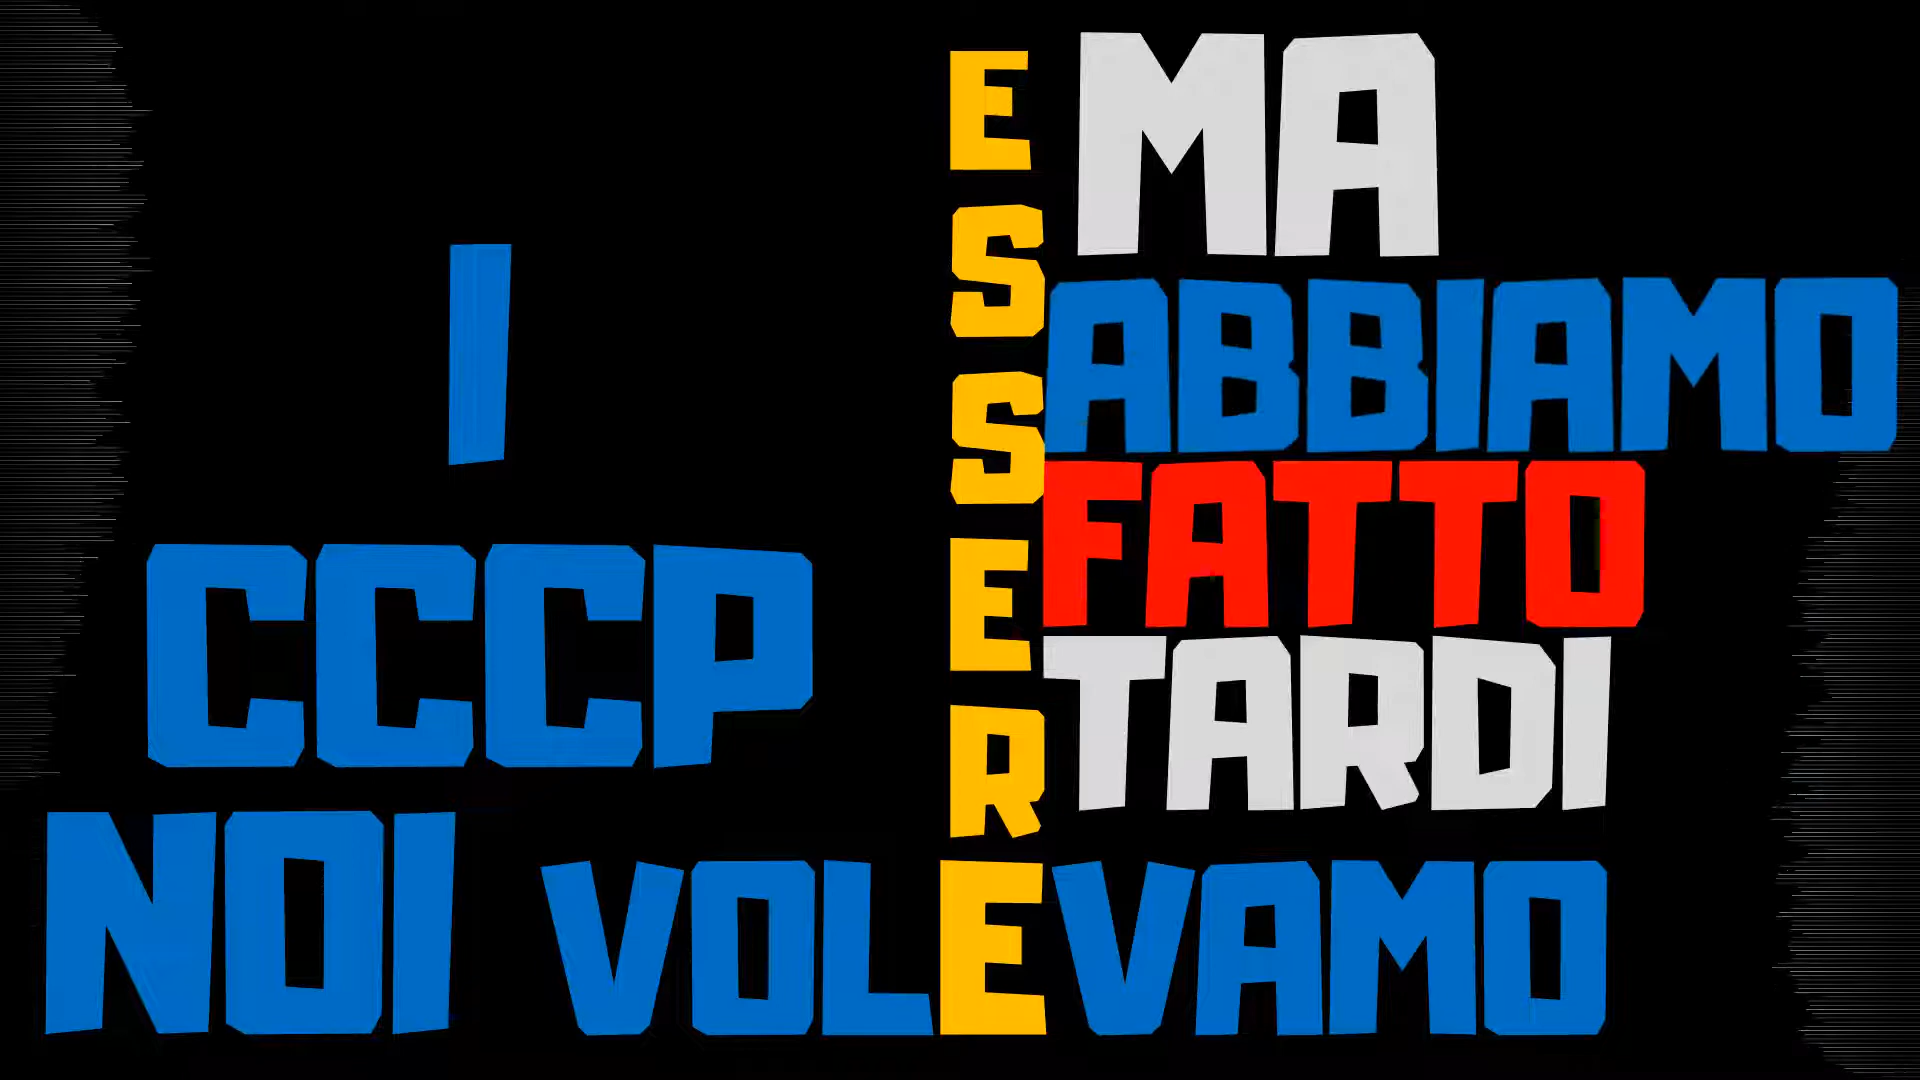 NOI VOLEVAMO
ESSERE
I
CCCP
MA
ABBIAMO
FATTO
TARDI